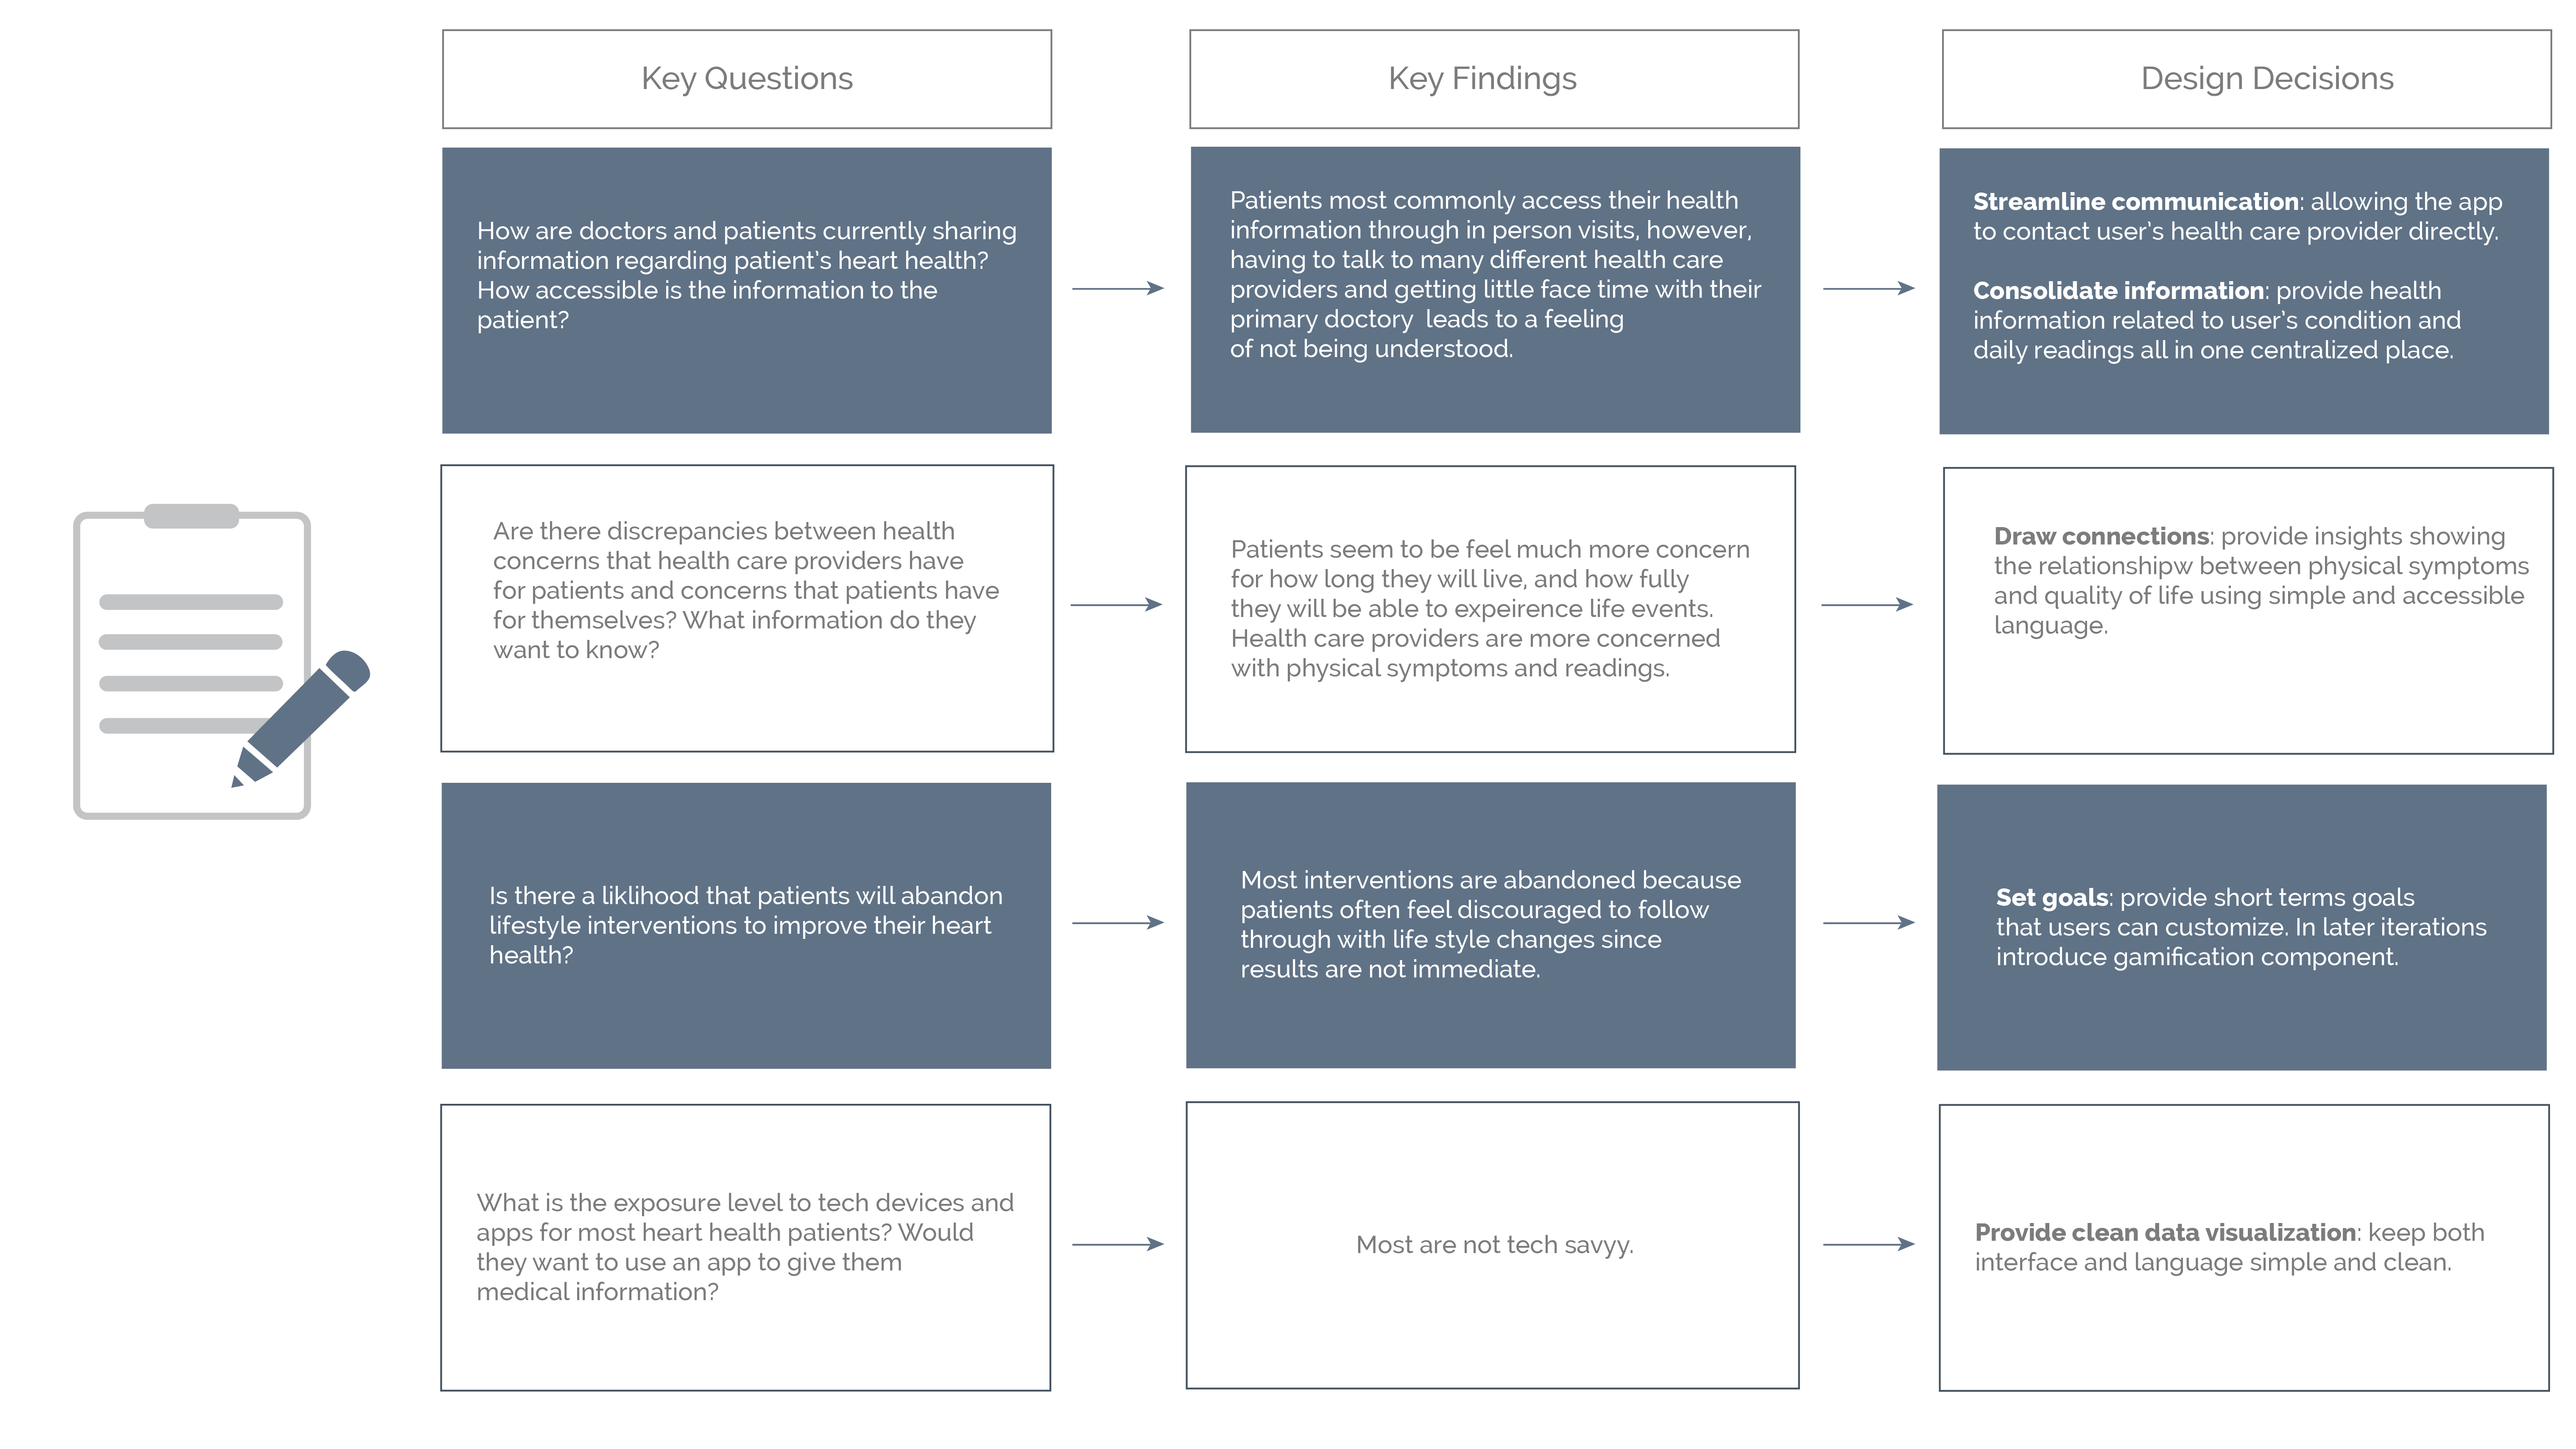 Key Questions
Key Findings
Design Decisions
How are doctors and patients currently sharing
information regarding patient's heart health?
How accessible is the information to the
patient?
Patients most commonly access their health
information through in person visits, however,
having to talk to many different health care
providers and getting little face time with their
primary doctory leads to a feeling
of not being understood.
Streamline communication: allowing the app
to contact user's health care provider directly.
Consolidate information: provide health
information related to user's condition and
daily readings all in one centralized place.
Are there discrepancies between health
concerns that health care providers have
for patients and concerns that patients have
for themselves? What information do they
want to know?
Patients seem to be feel much more concern
for how long they will live, and how fully
they will be able to expeirence life events.
Health care providers are more concerned
with physical symptoms and readings.
Draw connections: provide insights showing
the relationshipw between physical symptoms
and quality of life using simple and accessible
language.
Is there a liklihood that patients will abandon
lifestyle interventions to improve their heart
health?
Most interventions are abandoned because
patients often feel discouraged to follow
through with life style changes since
results are not immediate.
Set goals: provide short terms goals
that users can customize. In later iterations
introduce gamification component.
What is the exposure level to tech devices and
apps for most heart health patients? Would
they want to use an app to give them
medical information?
Most are not tech savyy.
Provide clean data visualization: keep both
interface and language simple and clean.